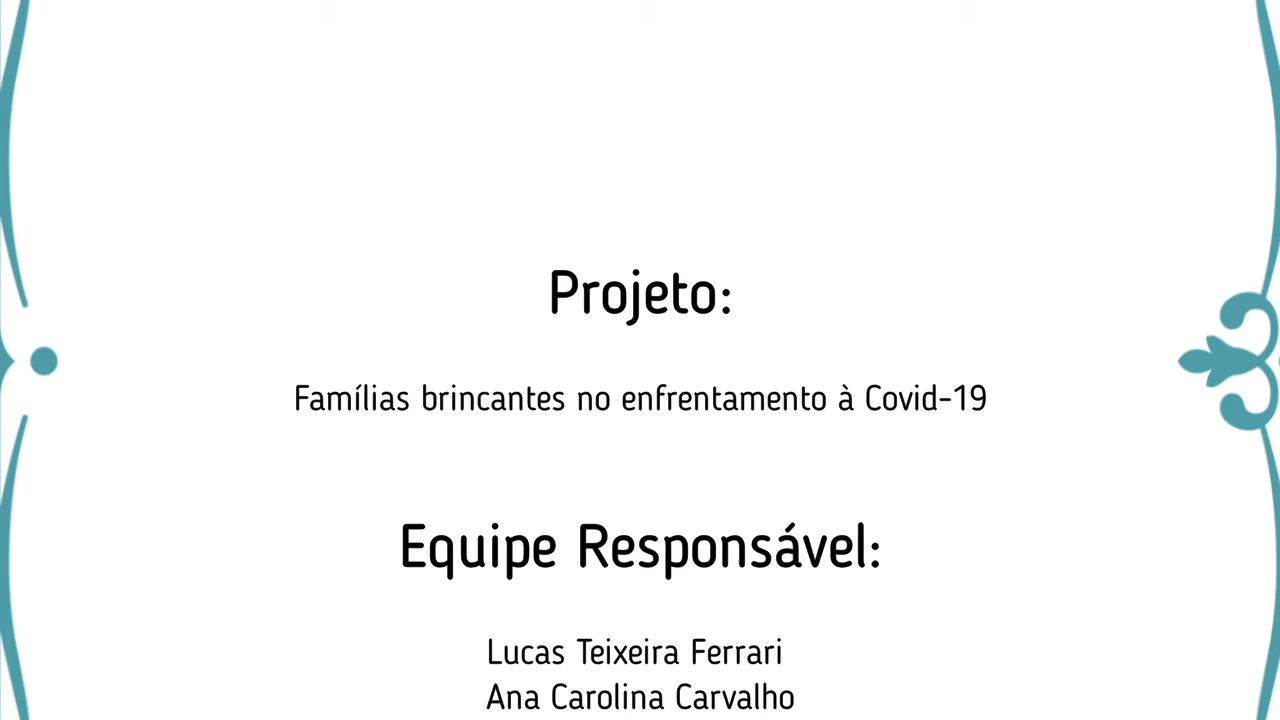 Projeto:
Famílias brincantes no enfrentamento à Covid-19
Equipe Responsável:
Lucas Teixeira Ferrari
Ana Carolina Carvalho